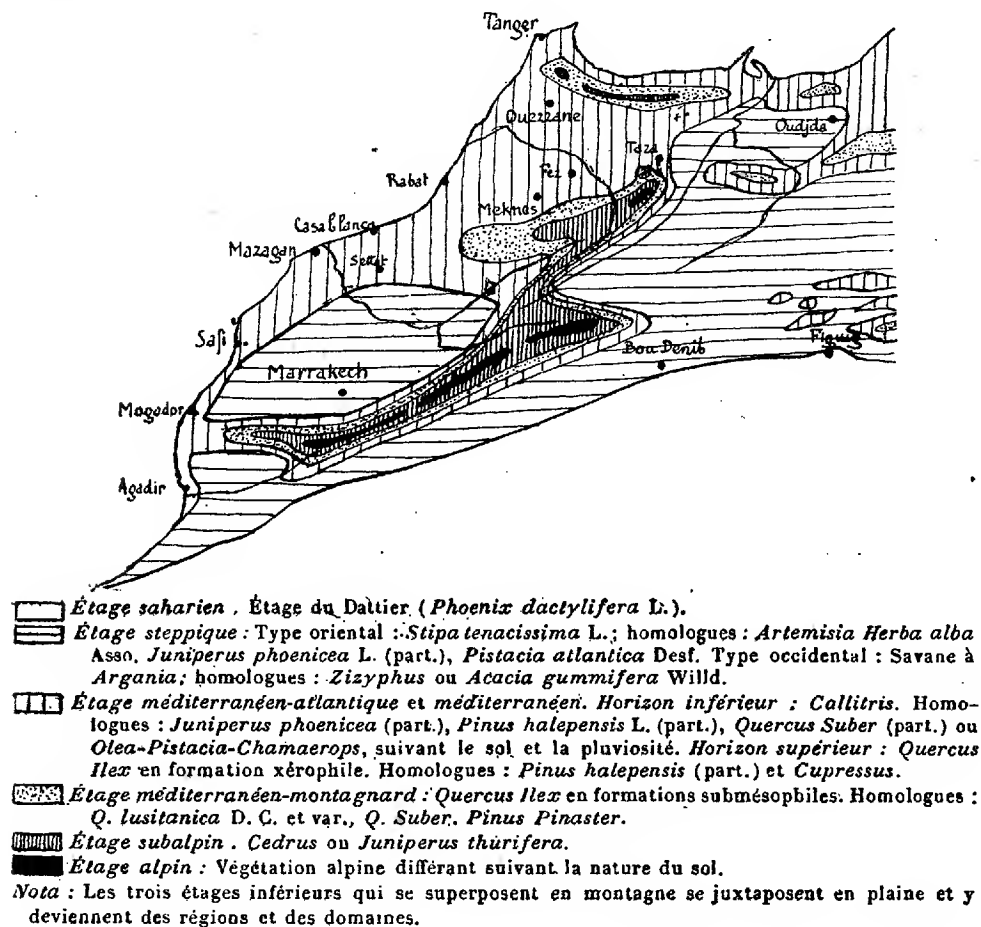 Tanger
Ouezzane
Oudjda
Taza
Fez
Rabat
Meknès
Casablanca
Mazagan
Settat
Safi
Bou Denib
Figuig
Marrakech
Mogador
Agadir
Étage saharien . Étage du Dattier (Phoenix dactylifera L.).
Étage steppique : Type oriental : Stipa tenacissima L.; homologues : Artemisia Herba alba
Asso. Juniperus phoenicea L. (part.), Pistacia atlantica Desf. Type occidental : Savane à
Argania; homologues : Zizyphus ou Acacia gummifera Willd.
Étage méditerranéen-atlantique et méditerranéen. Horizon inférieur : Callitris. Homo-
logues : Juniperus phoenicea (part.), Pinus halepensis L. (part.), Quercus Suber (part.) ou
Olea-Pistacia-Chamaerops, suivant le sol et la pluviosité. Horizon supérieur : Quercus
Ilex en formation xérophile. Homologues : Pinus halepensis (part.) et Cupressus.
Étage méditerranéen-montagnard : Quercus Ilex en formations submésophiles. Homologues :
Q. lusitanica D. C. et var., Q. Suber. Pinus Pinaster.
Étage subalpin . Cedrus ou Juniperus thurifera.
Étage alpin : Végétation alpine différant suivant la nature du sol.
Nota : Les trois étages inférieurs qui se superposent en montagne se juxtaposent en plaine et y
deviennent des régions et des domaines.